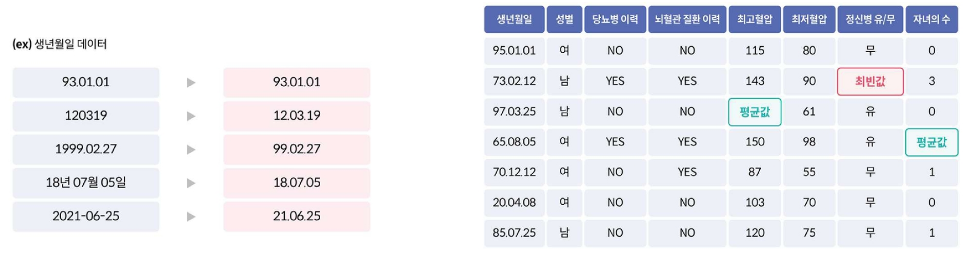 (ex) 생년월일 데이터
93.01.01 ▶ 93.01.01
120319 ▶ 12.03.19
1999.02.27 ▶ 99.02.27
18년 07월 05일 ▶ 18.07.05
2021-06-25 ▶ 21.06.25
생년월일 성별 당뇨병 이력 뇌혈관 질환 이력 최고혈압 최저혈압 정신병 유/무 자녀의 수
95.01.01 여 NO NO 115 80 무 0
73.02.12 남 YES YES 143 90 최빈값 3
97.03.25 남 NO NO 평균값 61 유 0
65.08.05 여 YES YES 150 98 유 평균값
70.12.12 여 NO YES 87 55 무 1
20.04.08 여 NO NO 103 70 무 0
85.07.25 남 NO NO 120 75 무 1